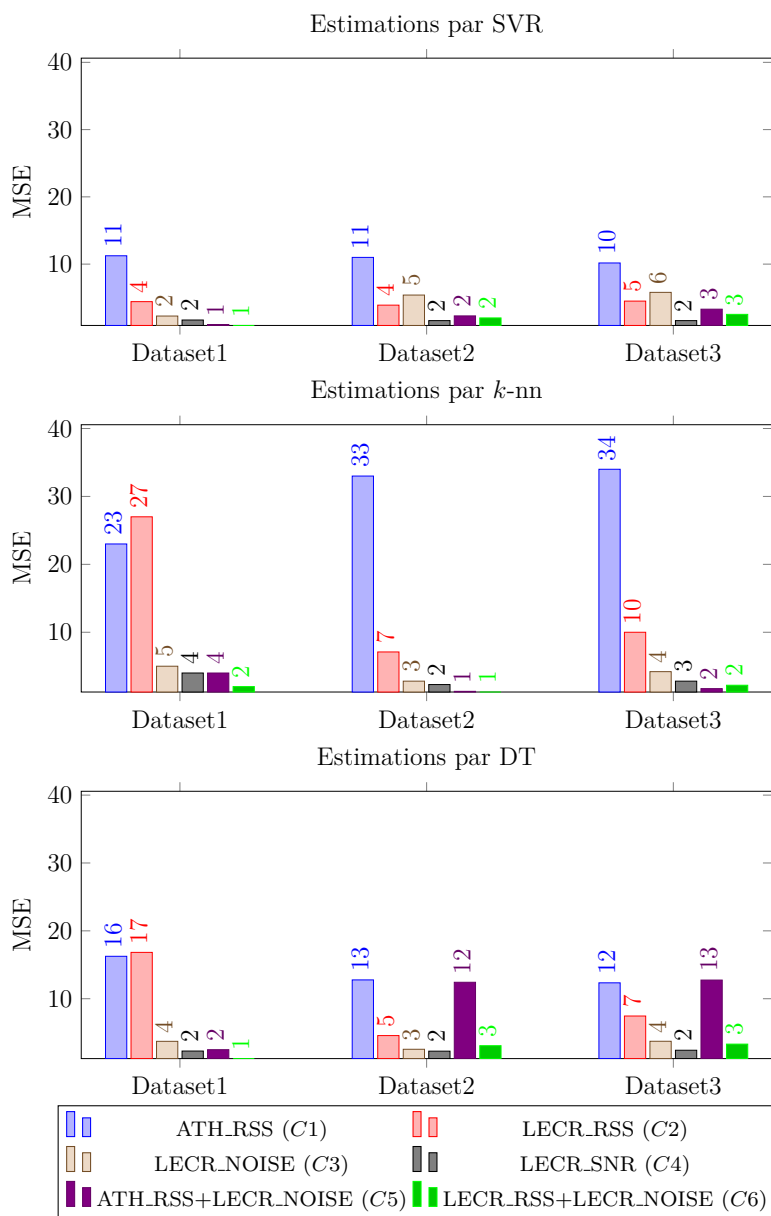 Estimations par SVR
MSE
40
30
20
10
11 4 2 2 1 1
11 4 5 2 2 2
10 5 6 2 3 3
Dataset1 Dataset2 Dataset3
Estimations par k-nn
MSE
40
30
20
10
23 27 5 4 4 2
33 7 3 2 1 1
34 10 4 3 2 2
Dataset1 Dataset2 Dataset3
Estimations par DT
MSE
40
30
20
10
16 17 4 2 2 1
13 5 3 2 12 3
12 7 4 2 13 3
Dataset1 Dataset2 Dataset3
ATH_RSS (C1) LECR_RSS (C2)
LECR_NOISE (C3) LECR_SNR (C4)
ATH_RSS+LECR_NOISE (C5) LECR_RSS+LECR_NOISE (C6)